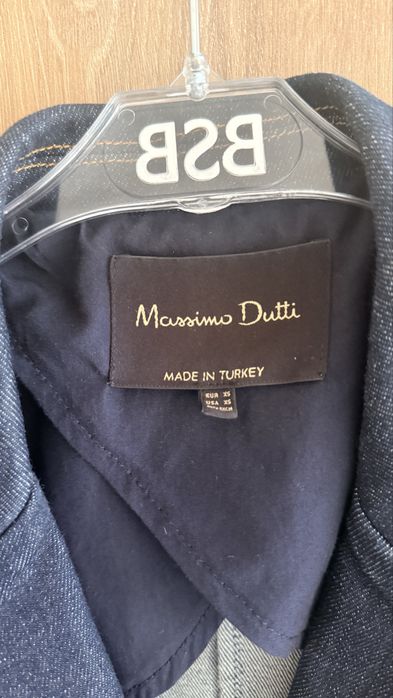 BSB
Massimo Dutti
MADE IN TURKEY
EUR XS
USA XS